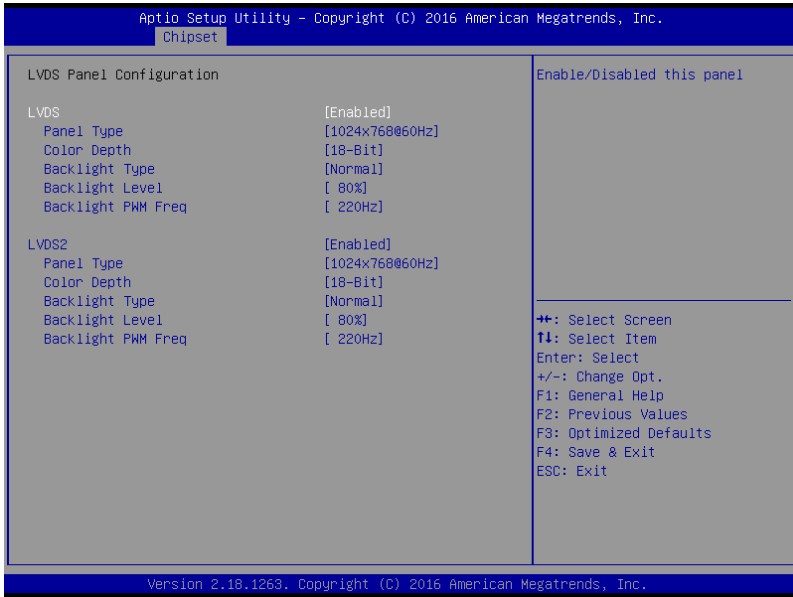 Aptio Setup Utility – Copyright (C) 2016 American Megatrends, Inc.
Chipset
LVDS Panel Configuration
LVDS [Enabled]
Panel Type [1024x768@60Hz]
Color Depth [18-Bit]
Backlight Type [Normal]
Backlight Level [ 80%]
Backlight PWM Freq [ 220Hz]
LVDS2 [Enabled]
Panel Type [1024x768@60Hz]
Color Depth [18-Bit]
Backlight Type [Normal]
Backlight Level [ 80%]
Backlight PWM Freq [ 220Hz]
Enable/Disabled this panel
→←: Select Screen
↑↓: Select Item
Enter: Select
+/-: Change Opt.
F1: General Help
F2: Previous Values
F3: Optimized Defaults
F4: Save & Exit
ESC: Exit
Version 2.18.1263. Copyright (C) 2016 American Megatrends, Inc.